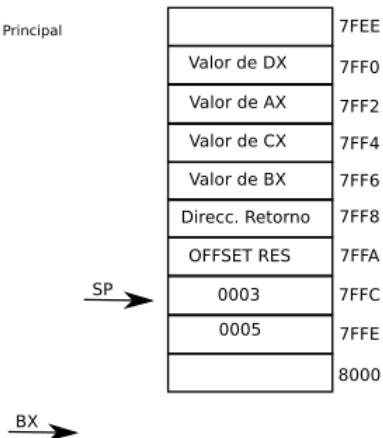 7FEE
Principal
Valor de DX 7FF0
Valor de AX 7FF2
Valor de CX 7FF4
Valor de BX 7FF6
Direcc. Retorno 7FF8
OFFSET RES 7FFA
SP 0003 7FFC
0005 7FFE
8000
BX